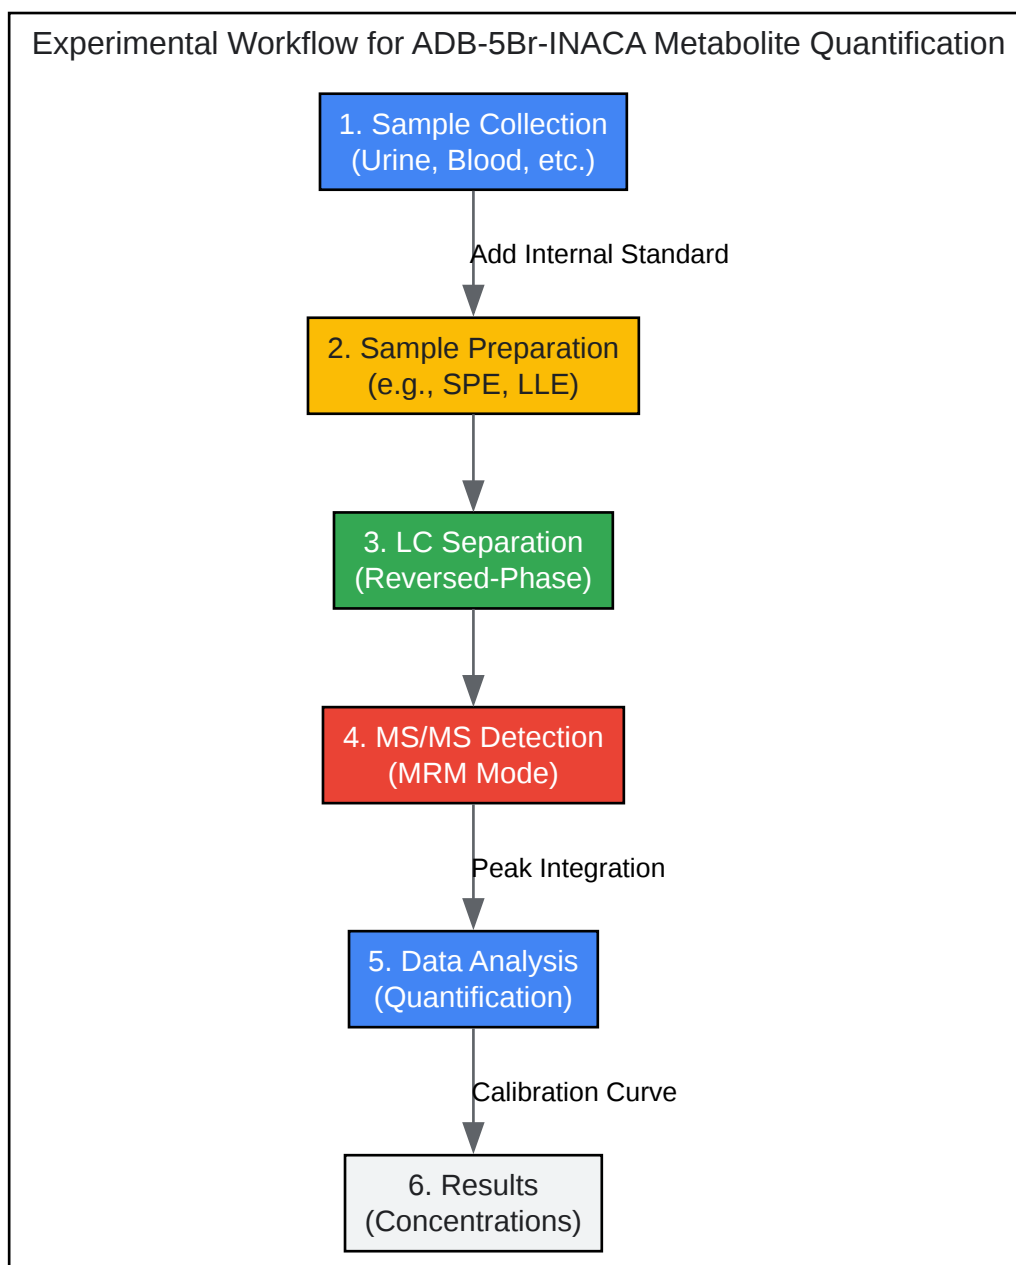 Experimental Workflow for ADB-5Br-INACA Metabolite Quantification
1. Sample Collection
(Urine, Blood, etc.)
Add Internal Standard
2. Sample Preparation
(e.g., SPE, LLE)
3. LC Separation
(Reversed-Phase)
4. MS/MS Detection
(MRM Mode)
Peak Integration
5. Data Analysis
(Quantification)
Calibration Curve
6. Results
(Concentrations)